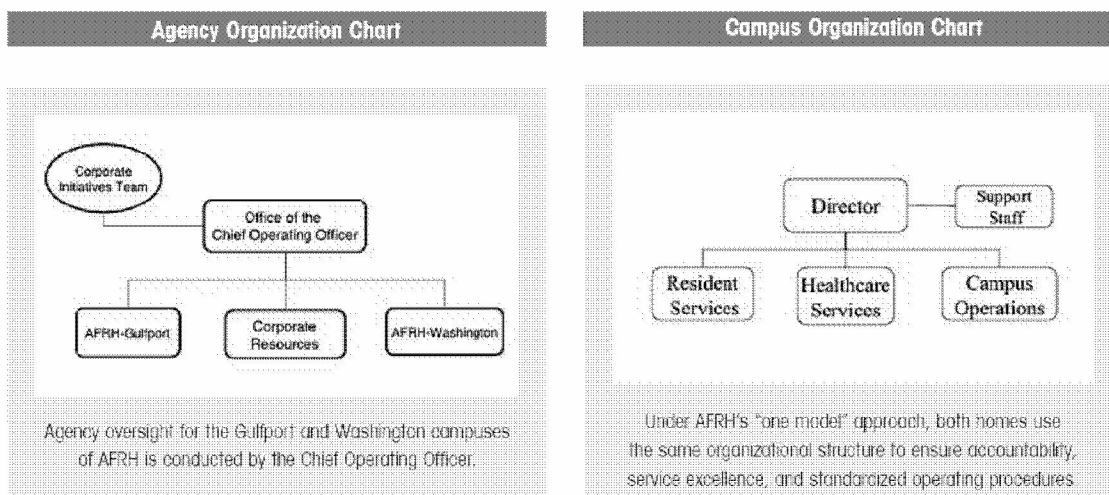 Agency Organization Chart
Corporate
Initiatives Team
Office of the
Chief Operating Officer
AFRH-Gulfport
Corporate
Resources
AFRH-Washington
Agency oversight for the Gulfport and Washington campuses
of AFRH is conducted by the Chief Operating Officer.
Campus Organization Chart
Director
Support
Staff
Resident
Services
Healthcare
Services
Campus
Operations
Under AFRH's "one model" approach, both homes use
the same organizational structure to ensure accountability,
service excellence, and standardized operating procedures